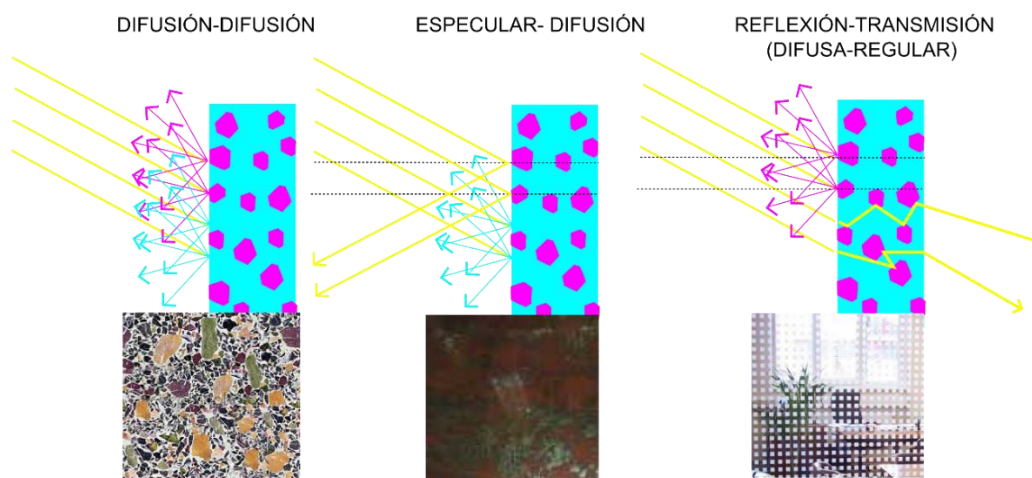 DIFUSIÓN-DIFUSIÓN
ESPECULAR- DIFUSIÓN
REFLEXIÓN-TRANSMISIÓN
(DIFUSA-REGULAR)